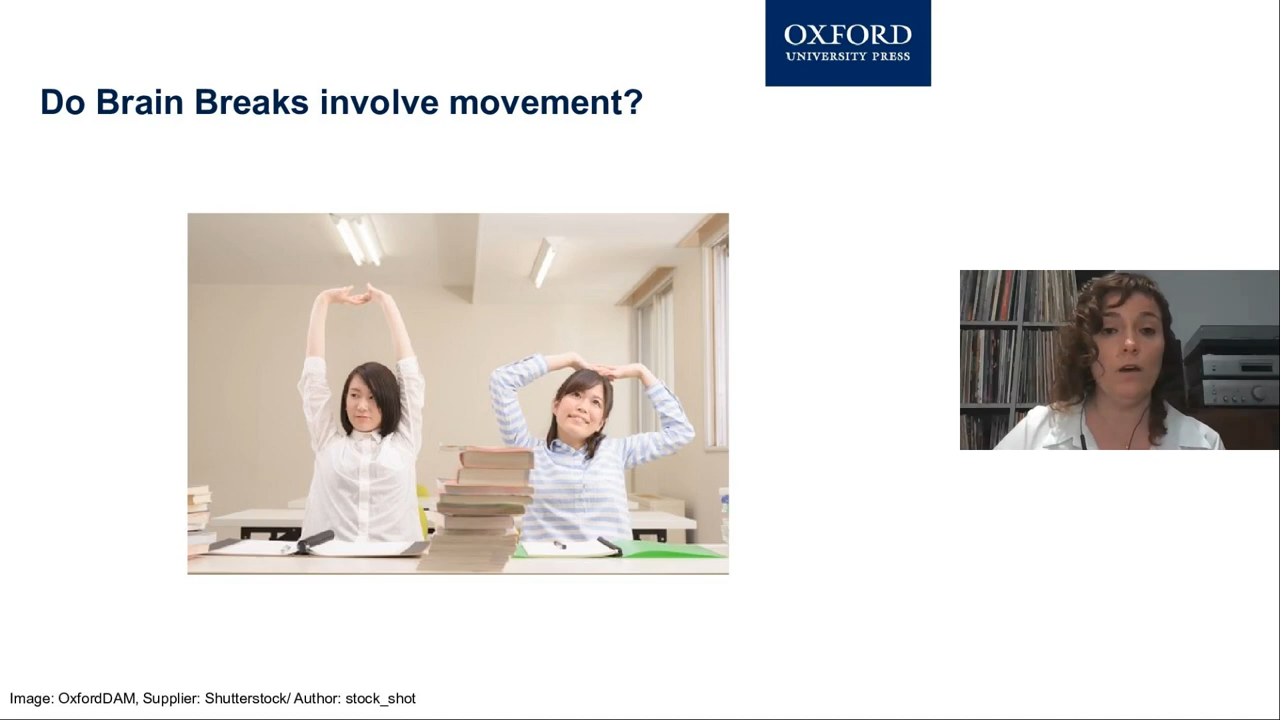 OXFORD
UNIVERSITY PRESS
Do Brain Breaks involve movement?
Image: OxfordDAM, Supplier: Shutterstock/ Author: stock_shot